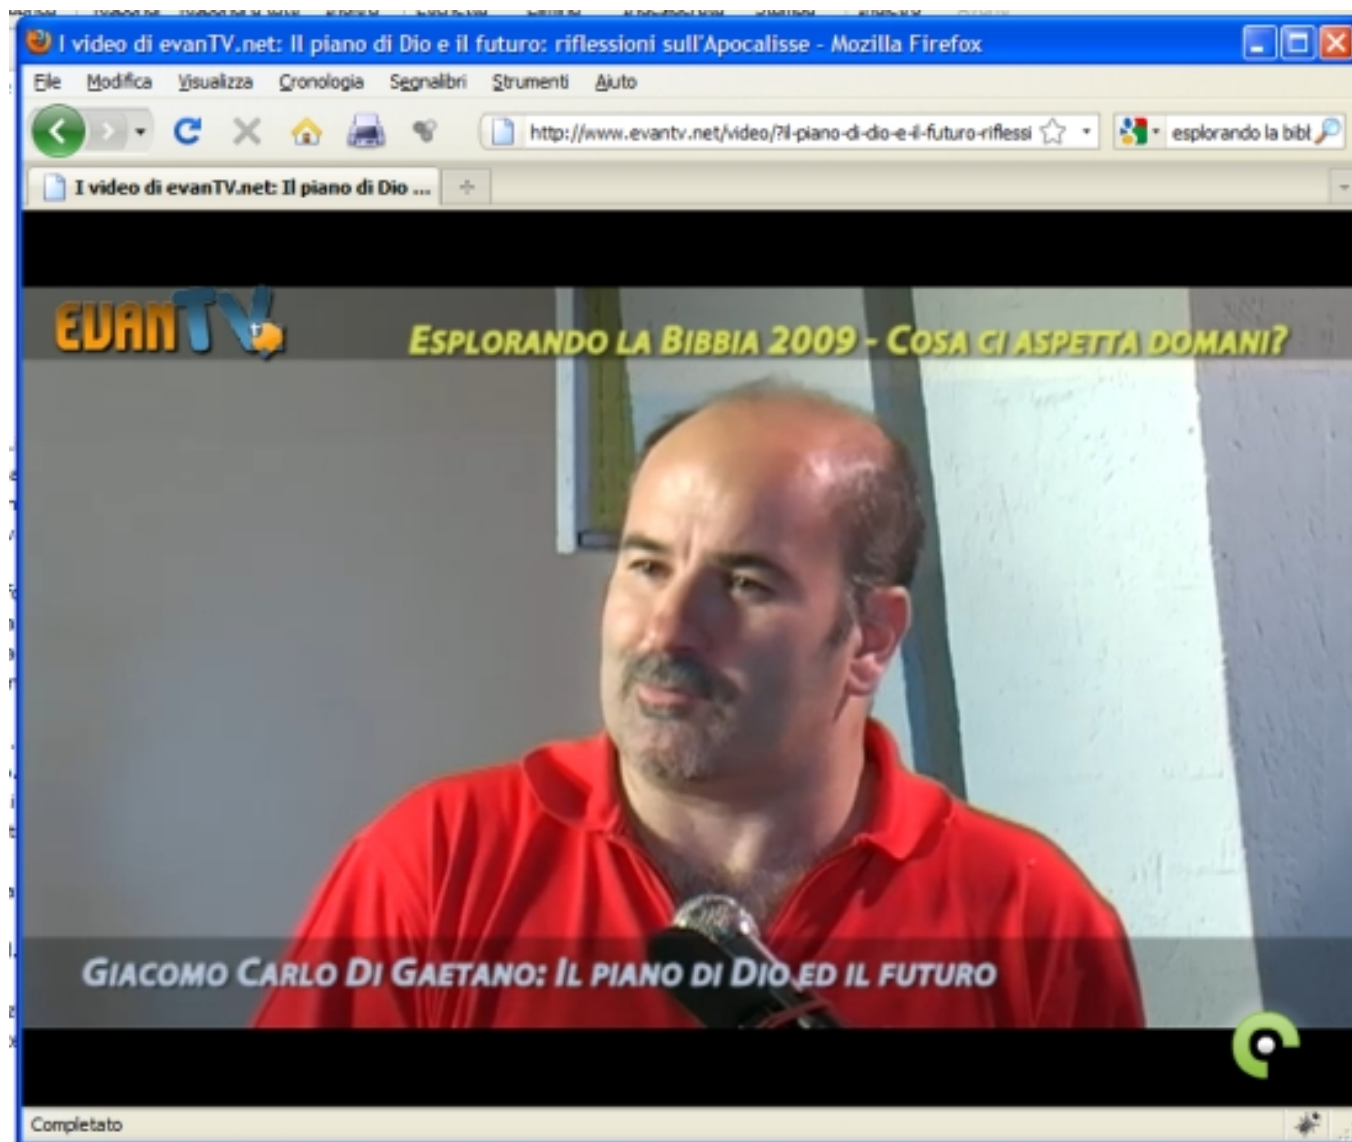 I video di evanTV.net: Il piano di Dio e il futuro: riflessioni sull'Apocalisse - Mozilla Firefox
File Modifica Visualizza Cronologia Segnalibri Strumenti Aiuto
http://www.evantv.net/video/?il-piano-di-dio-e-il-futuro-riflessi
esplorando la bibl
I video di evanTV.net: Il piano di Dio ...
EVANTV
ESPLORANDO LA BIBBIA 2009 - COSA CI ASPETTA DOMANI?
GIACOMO CARLO DI GAETANO: IL PIANO DI DIO ED IL FUTURO
Completato